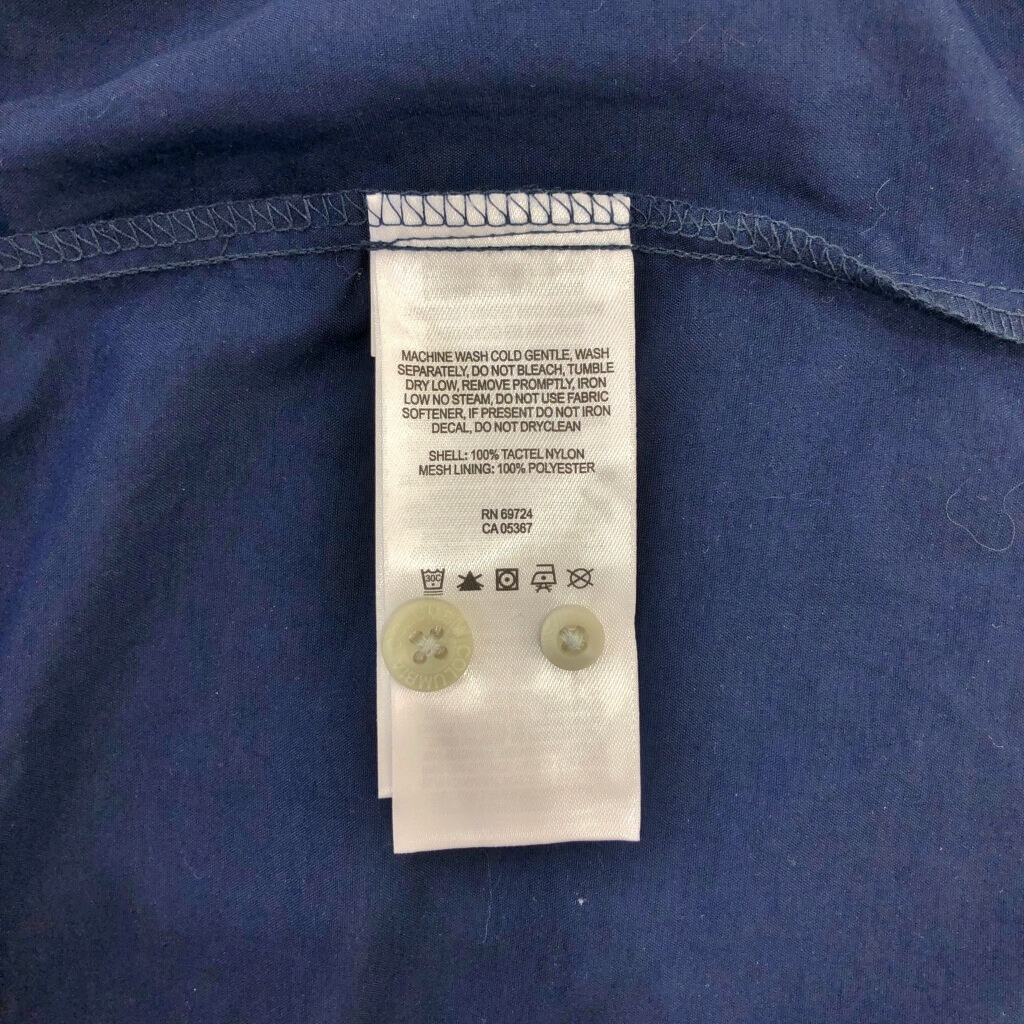 MACHINE WASH COLD GENTLE, WASH
SEPARATELY, DO NOT BLEACH, TUMBLE
DRY LOW, REMOVE PROMPTLY, IRON
LOW NO STEAM, DO NOT USE FABRIC
SOFTENER, IF PRESENT DO NOT IRON
DECAL, DO NOT DRYCLEAN
SHELL: 100% TACTEL NYLON
MESH LINING: 100% POLYESTER
RN 69724
CA 05367
30C
COLUMBIA